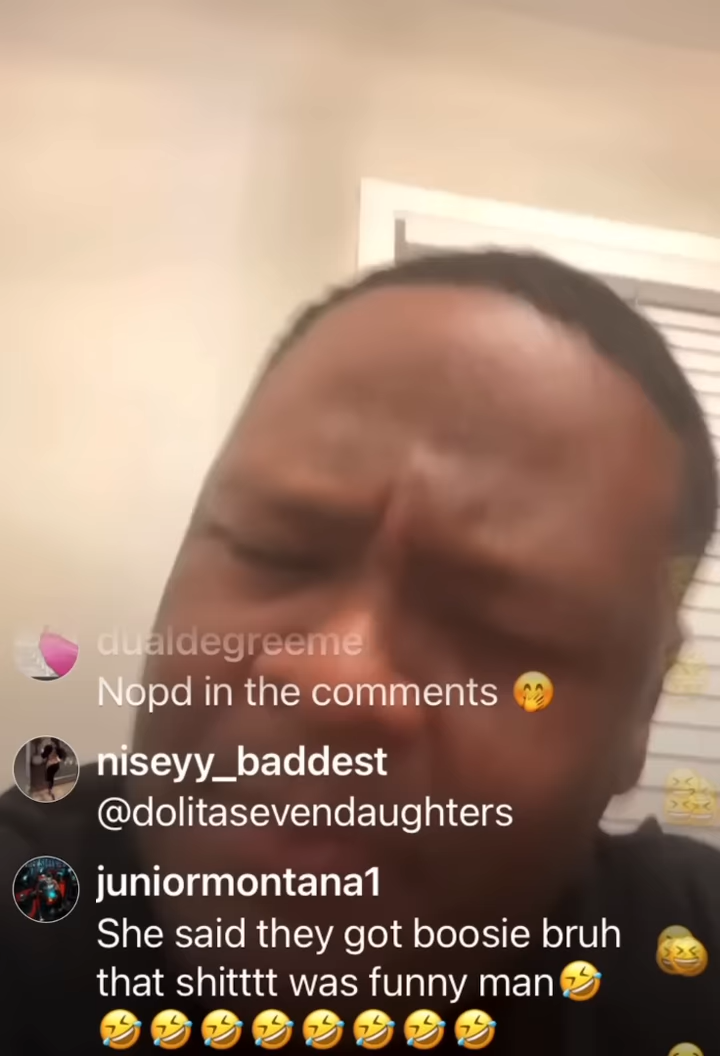 dualdegreeme
Nopd in the comments 🤭
niseyy_baddest
@dolitasevendaughters
juniormontana1
She said they got boosie bruh
that shitttt was funny man🤣
🤣🤣🤣🤣🤣🤣🤣🤣